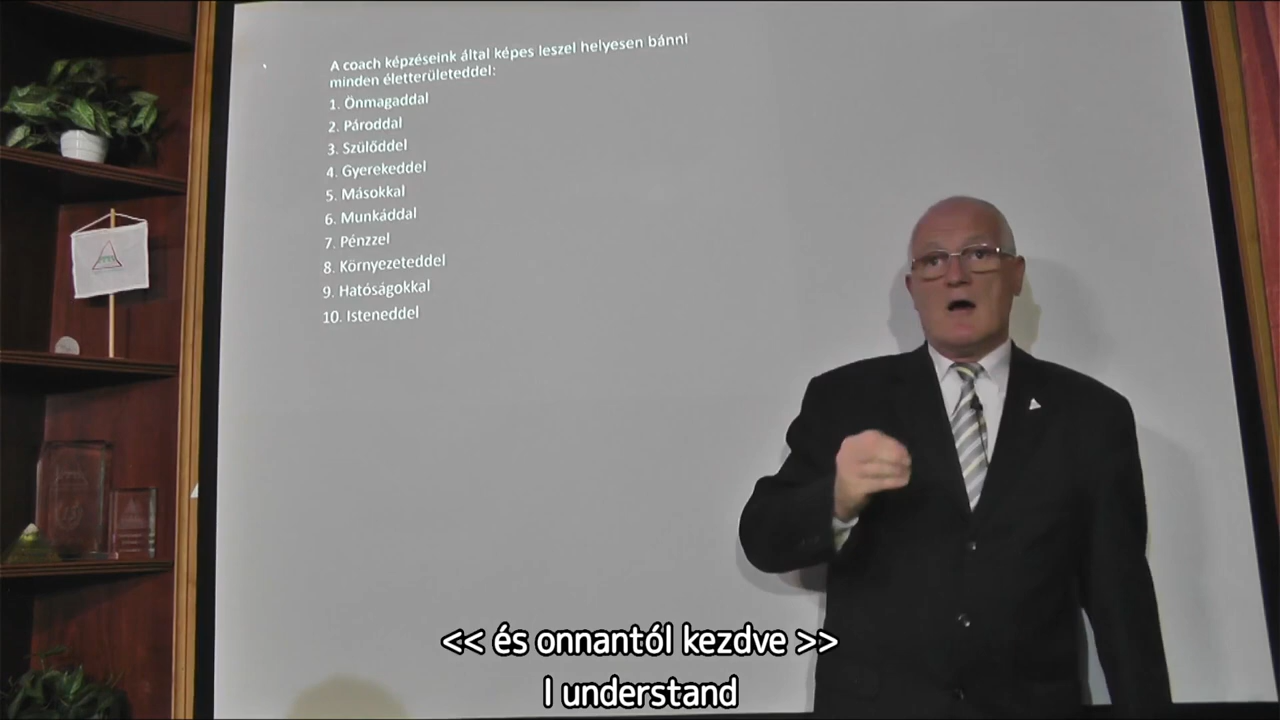 A coach képzéseink által képes leszel helyesen bánni
minden életterületeddel:
1. Önmagaddal
2. Pároddal
3. Szülőddel
4. Gyerekeddel
5. Másokkal
6. Munkáddal
7. Pénzzel
8. Környezeteddel
9. Hatóságokkal
10. Isteneddel
<< és onnantól kezdve >>
I understand